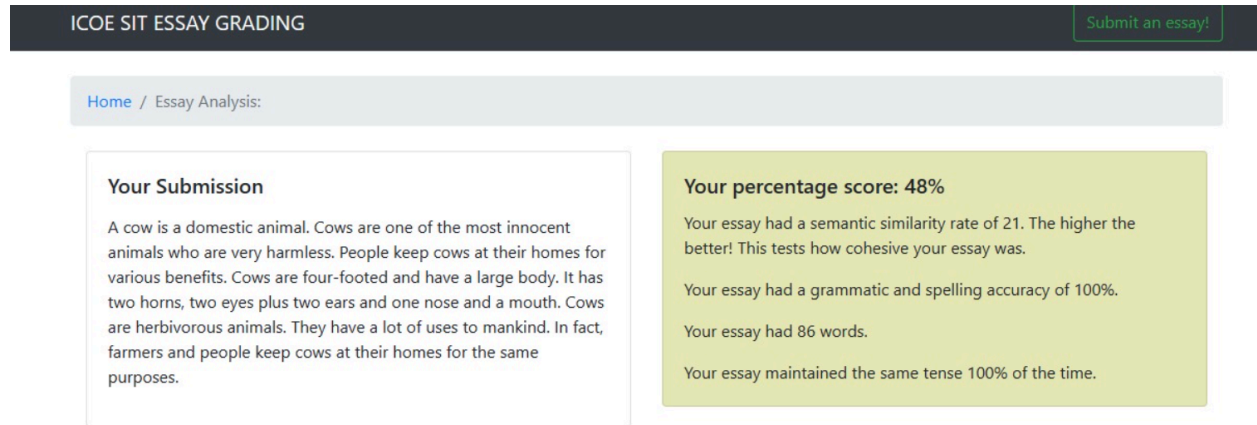 ICOE SIT ESSAY GRADING
Submit an essay!
Home / Essay Analysis:
Your Submission
A cow is a domestic animal. Cows are one of the most innocent
animals who are very harmless. People keep cows at their homes for
various benefits. Cows are four-footed and have a large body. It has
two horns, two eyes plus two ears and one nose and a mouth. Cows
are herbivorous animals. They have a lot of uses to mankind. In fact,
farmers and people keep cows at their homes for the same
purposes.
Your percentage score: 48%
Your essay had a semantic similarity rate of 21. The higher the
better! This tests how cohesive your essay was.
Your essay had a grammatic and spelling accuracy of 100%.
Your essay had 86 words.
Your essay maintained the same tense 100% of the time.